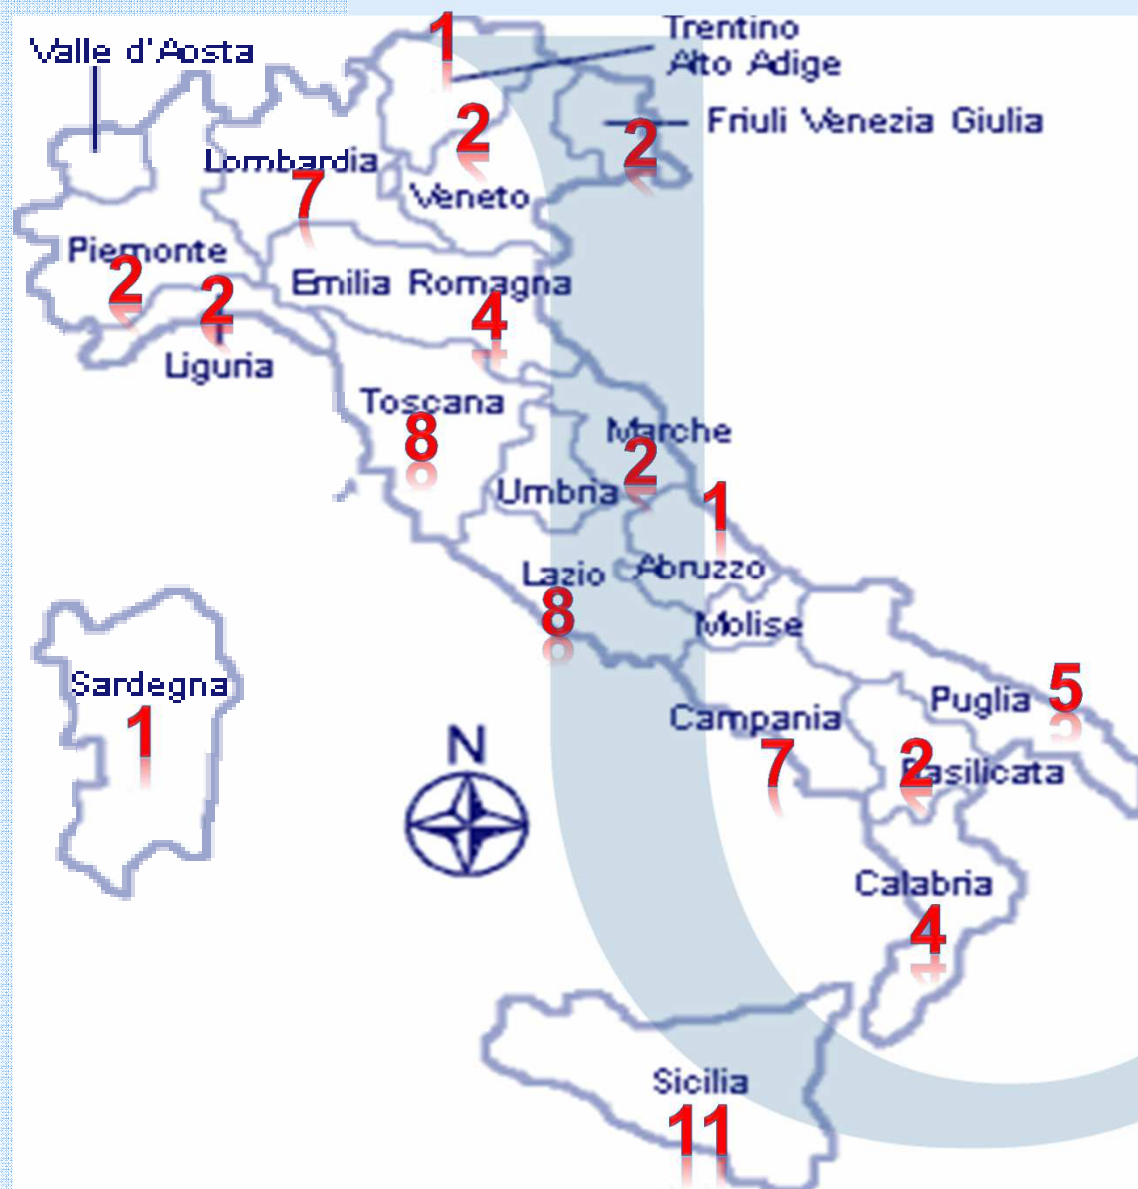 1
Trentino
Alto Adige
Valle d'Aosta
2
Friuli Venezia Giulia
2
Lombardia
7
Veneto
Piemonte
2
2
Emilia Romagna
4
Liguria
Toscana
8
Marche
2
Umbria
1
Lazio
Abruzzo
8
Molise
Sardegna
1
Puglia
5
Campania
7
N
2
Basilicata
Calabria
4
Sicilia
11